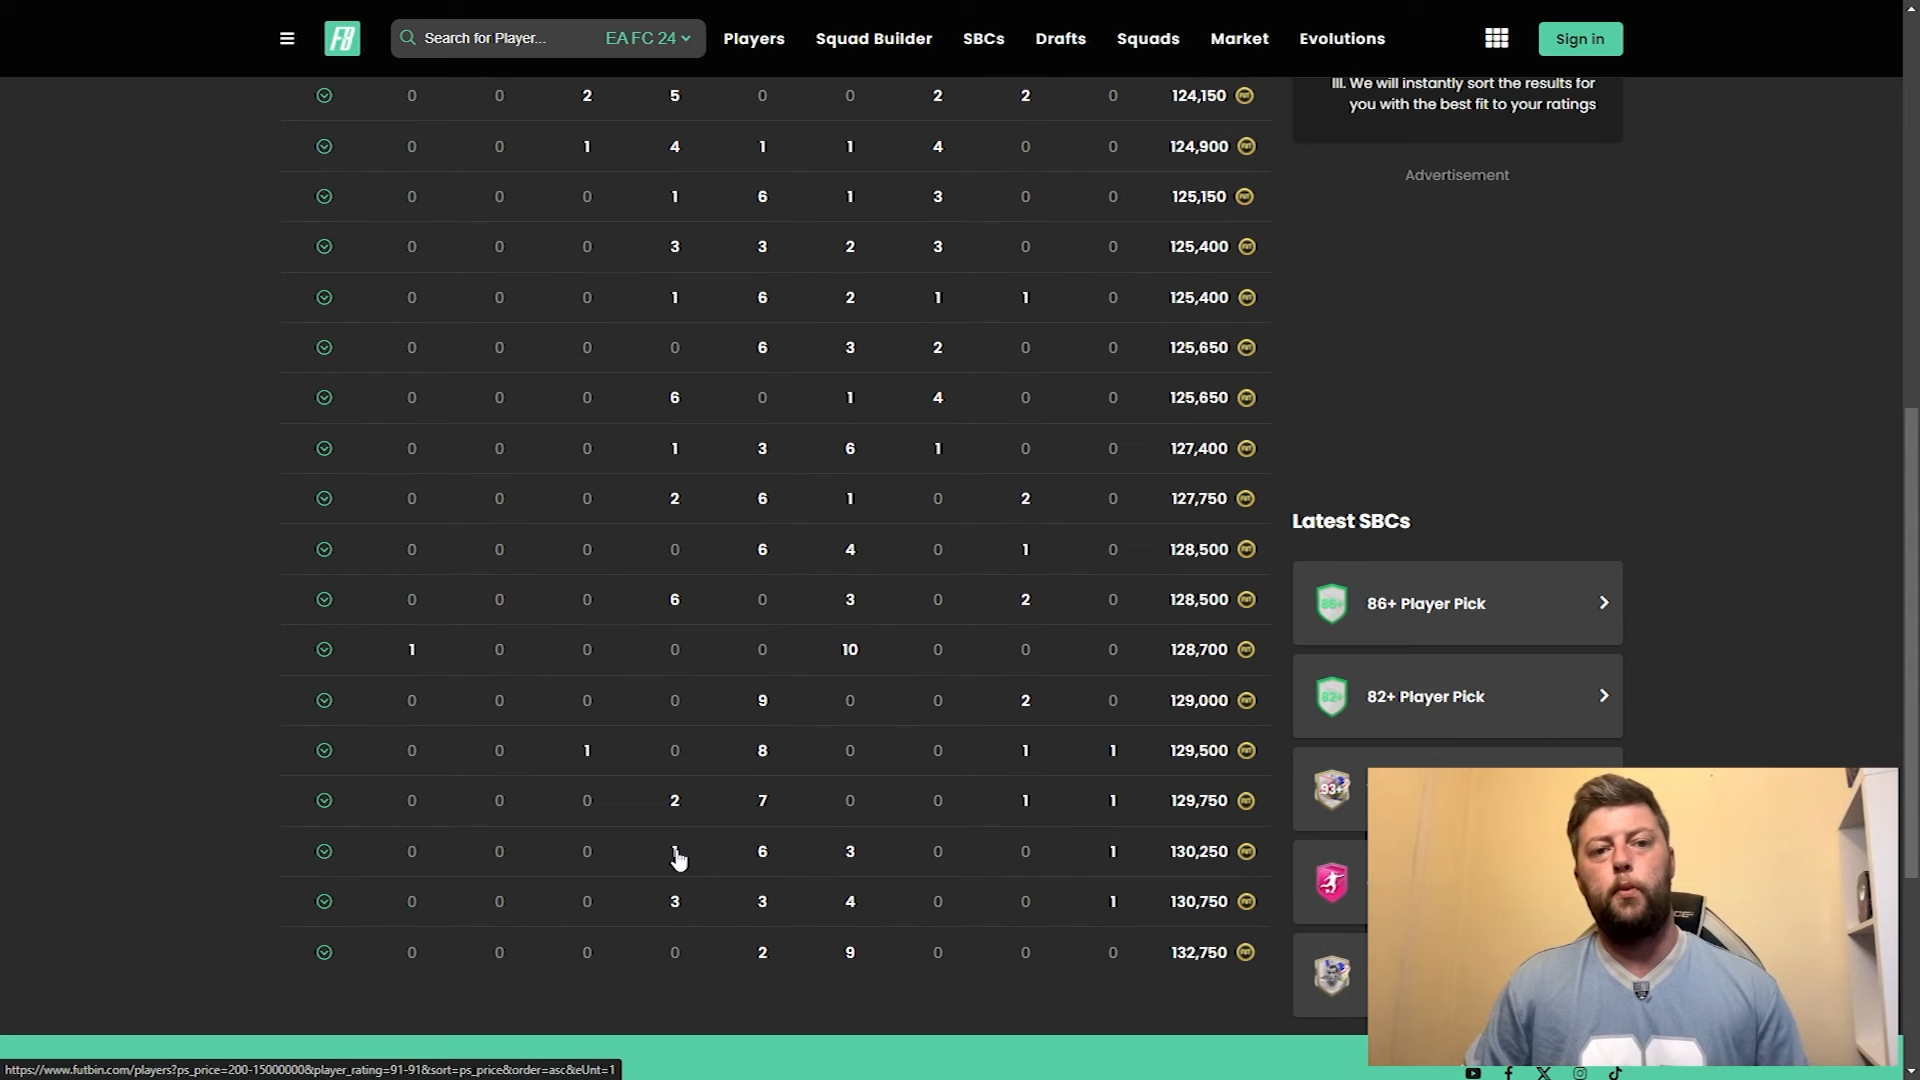 F8 Search for Player... EA FC 24 Players Squad Builder SBCs Drafts Squads Market Evolutions Sign in
III. We will instantly sort the results for
you with the best fit to your ratings
Advertisement
0 0 2 5 0 0 2 2 0 124,150
0 0 1 4 1 1 4 0 0 124,900
0 0 0 1 6 1 3 0 0 125,150
0 0 0 3 3 2 3 0 0 125,400
0 0 0 1 6 2 1 1 0 125,400
0 0 0 0 6 3 2 0 0 125,650
0 0 0 6 0 1 4 0 0 125,650
0 0 0 1 3 6 1 0 0 127,400
0 0 0 2 6 1 0 2 0 127,750
0 0 0 0 6 4 0 1 0 128,500
0 0 0 6 0 3 0 2 0 128,500
1 0 0 0 0 10 0 0 0 128,700
0 0 0 0 9 0 0 2 0 129,000
0 0 1 0 8 0 0 1 1 129,500
0 0 0 2 7 0 0 1 1 129,750
0 0 0 1 6 3 0 0 1 130,250
0 0 0 3 3 4 0 0 1 130,750
0 0 0 0 2 9 0 0 0 132,750
Latest SBCs
86+ 86+ Player Pick
82+ 82+ Player Pick
93+
https://www.futbin.com/players?ps_price=200-15000000&player_rating=91-91&sort=ps_price&order=asc&eUnt=1